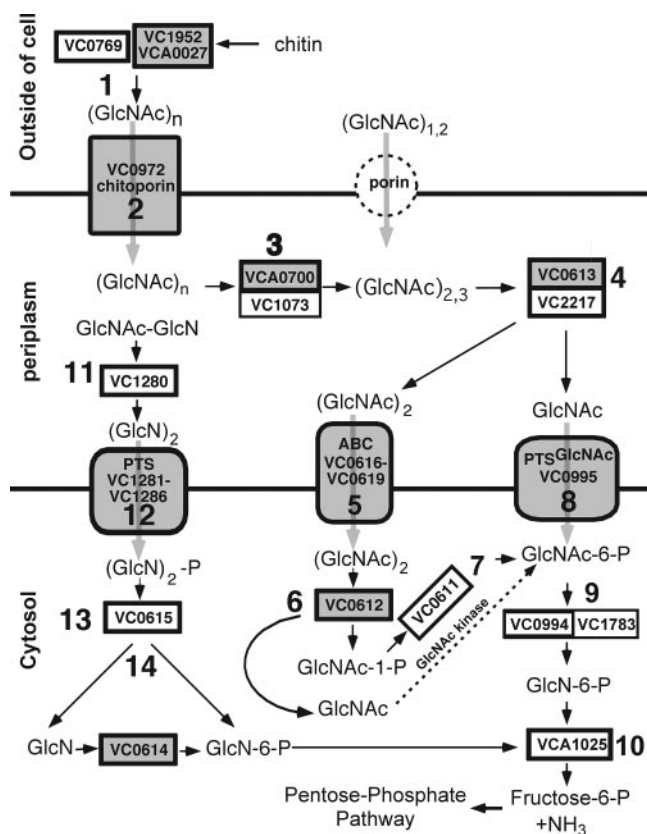 Outside of cell
VC0769
VC1952
VCA0027
chitin
1
(GlcNAc)n
(GlcNAc)1,2
VC0972
chitoporin
2
porin
periplasm
(GlcNAc)n
3
VCA0700
VC1073
(GlcNAc)2,3
VC0613
VC2217
4
GlcNAc-GlcN
11
VC1280
(GlcN)2
(GlcNAc)2
GlcNAc
PTS
VC1281-
VC1286
12
ABC
VC0616-
VC0619
5
PTSGlcNAc
VC0995
8
Cytosol
(GlcN)2-P
(GlcNAc)2
7
GlcNAc-6-P
13
VC0615
6
VC0612
VC0611
9
VC0994
VC1783
14
GlcNAc-1-P
GlcNAc kinase
GlcN-6-P
GlcNAc
GlcN
VC0614
GlcN-6-P
VCA1025
10
Pentose-Phosphate
Pathway
Fructose-6-P
+NH3